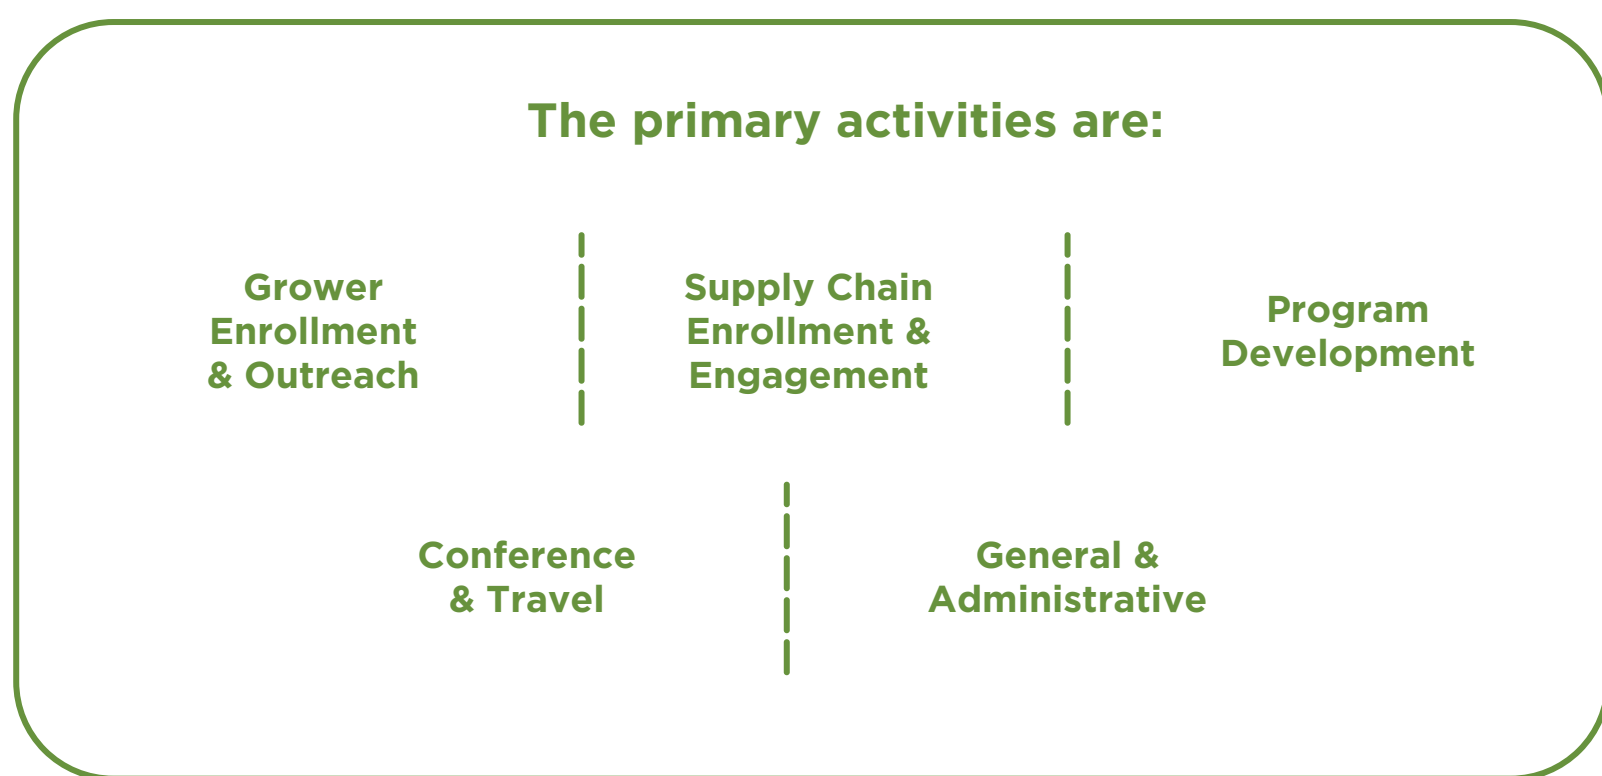 The primary activities are:
Grower
Enrollment
& Outreach
Supply Chain
Enrollment &
Engagement
Program
Development
Conference
& Travel
General &
Administrative